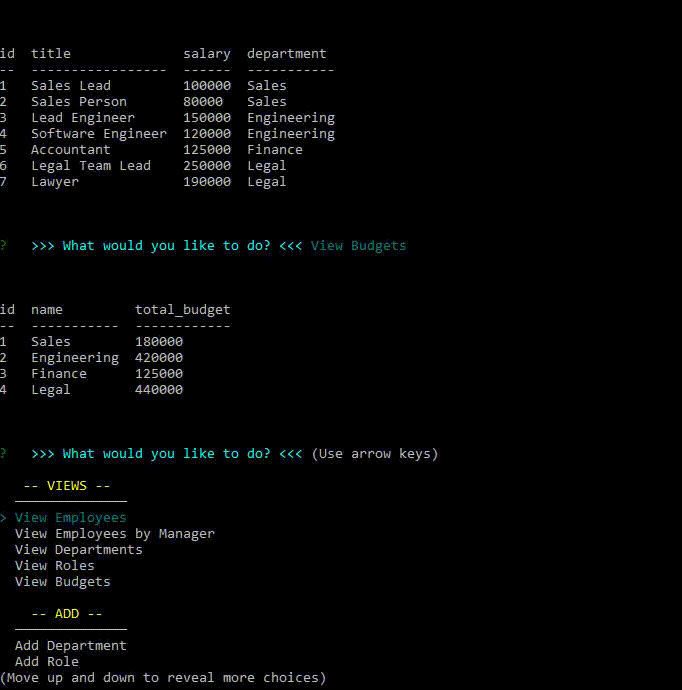 id  title              salary  department
--  -----------------  ------  -----------
1   Sales Lead         100000  Sales
2   Sales Person       80000   Sales
3   Lead Engineer      150000  Engineering
4   Software Engineer  120000  Engineering
5   Accountant         125000  Finance
6   Legal Team Lead    250000  Legal
7   Lawyer             190000  Legal
?   >>> What would you like to do? <<< View Budgets
id  name         total_budget
--  -----------  ------------
1   Sales        180000
2   Engineering  420000
3   Finance      125000
4   Legal        440000
?   >>> What would you like to do? <<< (Use arrow keys)
-- VIEWS --
──────────────
> View Employees
View Employees by Manager
View Departments
View Roles
View Budgets
-- ADD --
──────────────
Add Department
Add Role
(Move up and down to reveal more choices)